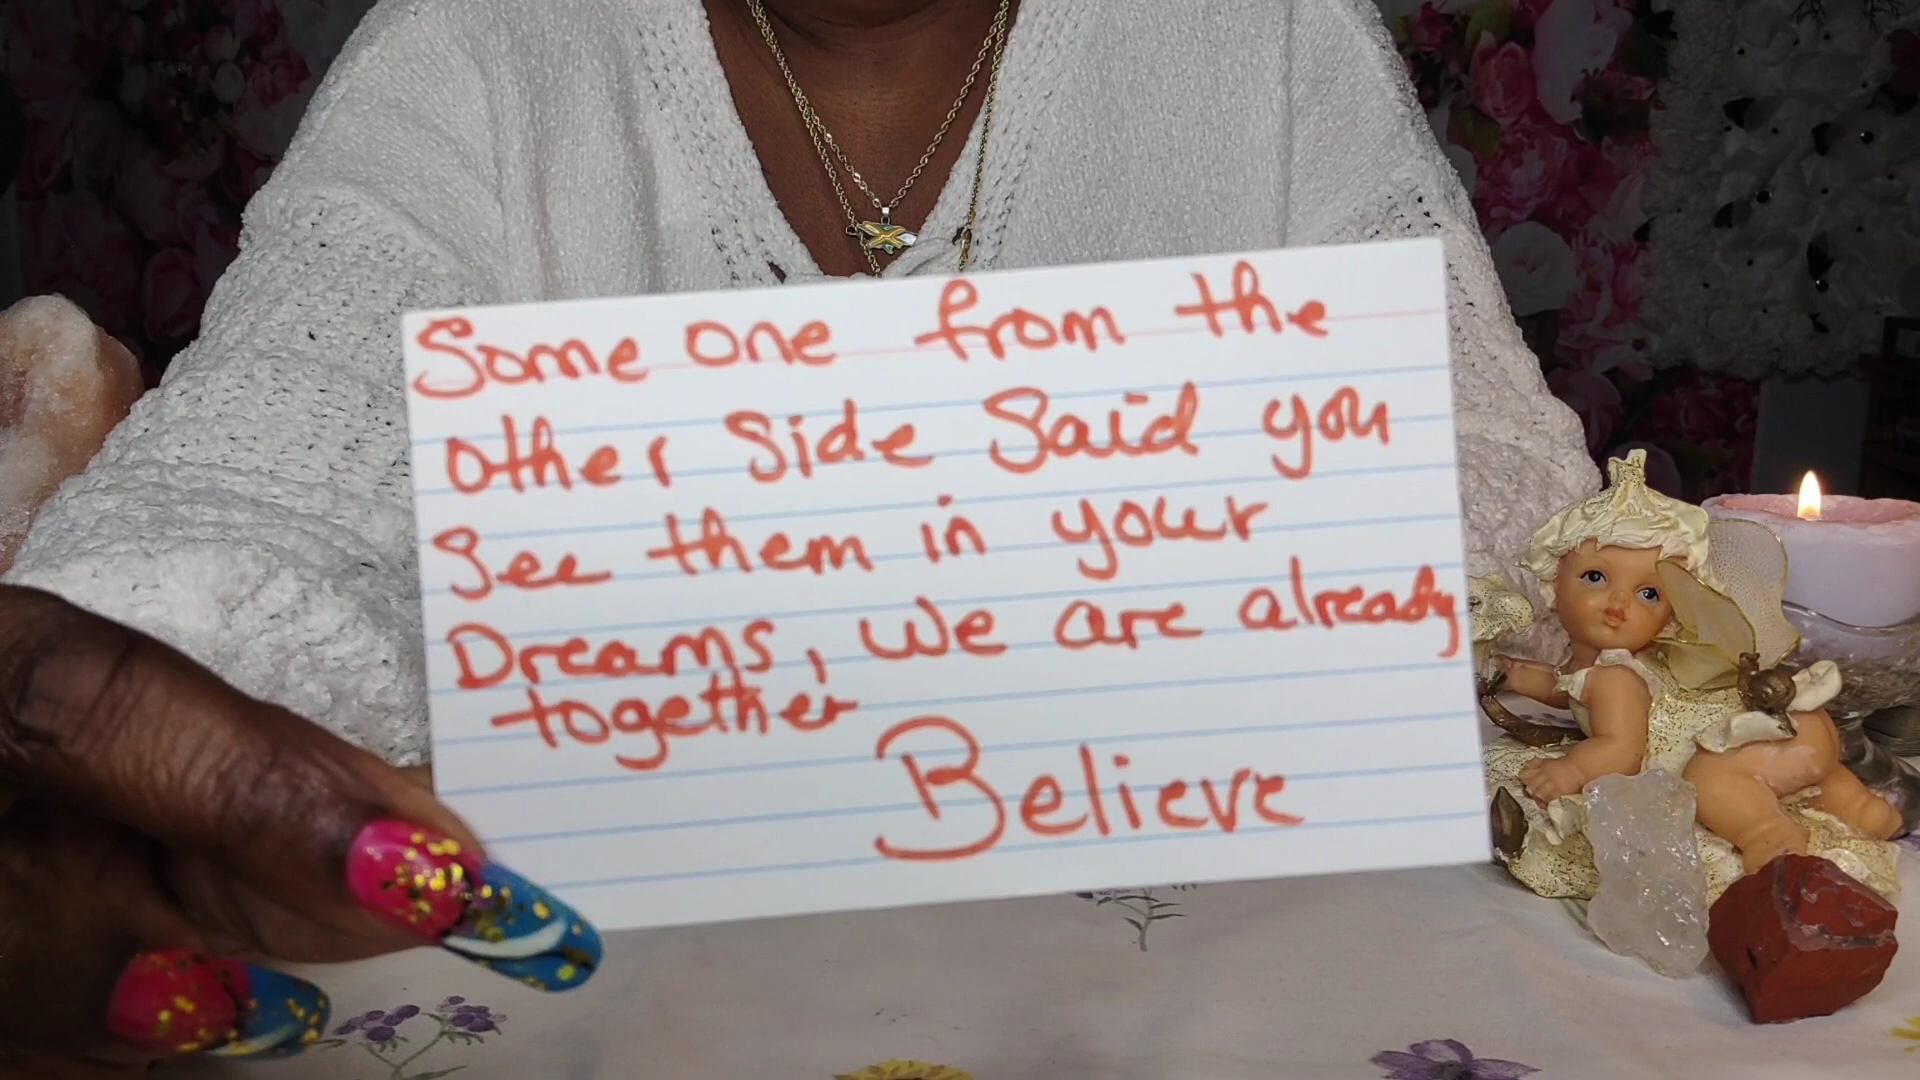 Some one from the
other side Said you
See them in your
Dreams, We are already
together
Believe